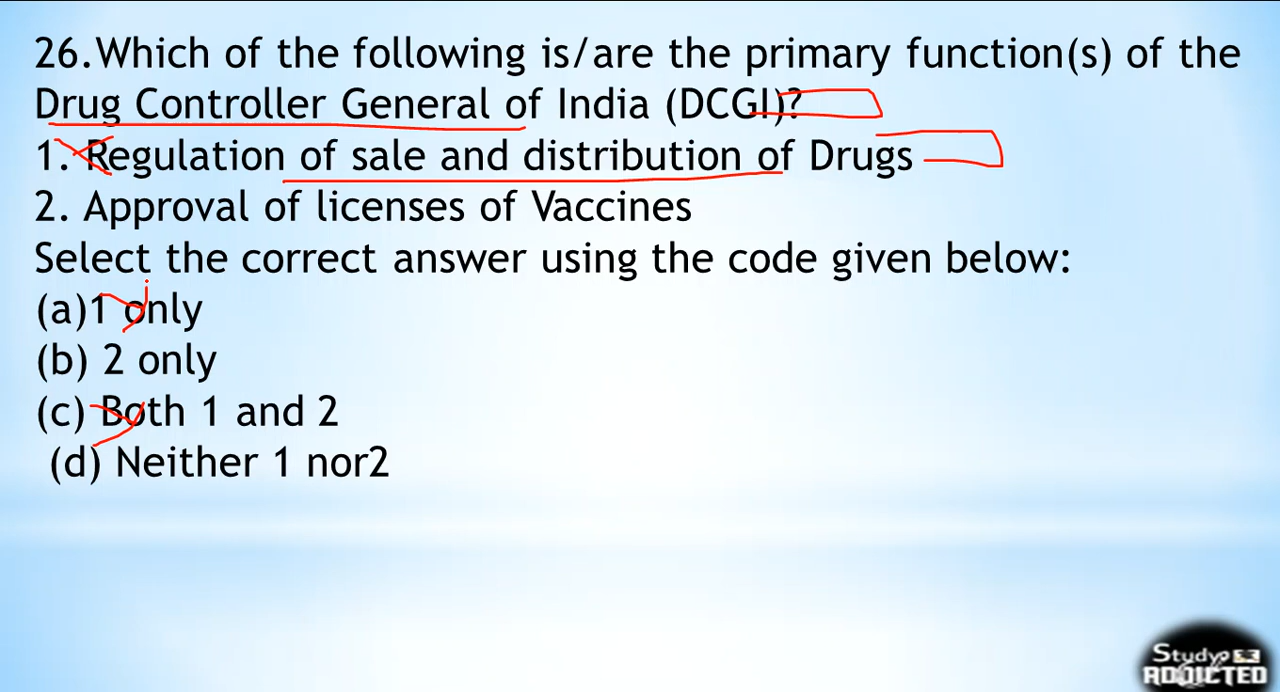 26.Which of the following is/are the primary function(s) of the
Drug Controller General of India (DCGI)?
1. Regulation of sale and distribution of Drugs
2. Approval of licenses of Vaccines
Select the correct answer using the code given below:
(a)1 only
(b) 2 only
(c) Both 1 and 2
(d) Neither 1 nor2
Study
ADDICTED